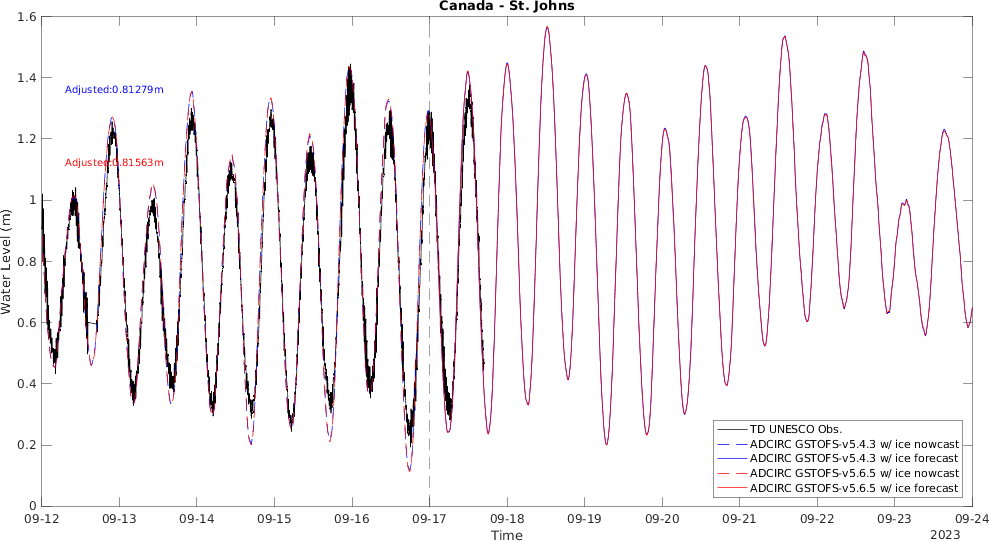 Canada - St. Johns
Water Level (m)
1.6
1.4
1.2
1
0.8
0.6
0.4
0.2
0
Adjusted:0.81279m
Adjusted:0.81563m
TD UNESCO Obs.
ADCIRC GSTOFS-v5.4.3 w/ ice nowcast
ADCIRC GSTOFS-v5.4.3 w/ ice forecast
ADCIRC GSTOFS-v5.6.5 w/ ice nowcast
ADCIRC GSTOFS-v5.6.5 w/ ice forecast
09-12 09-13 09-14 09-15 09-16 09-17 09-18 09-19 09-20 09-21 09-22 09-23 09-24
Time
2023